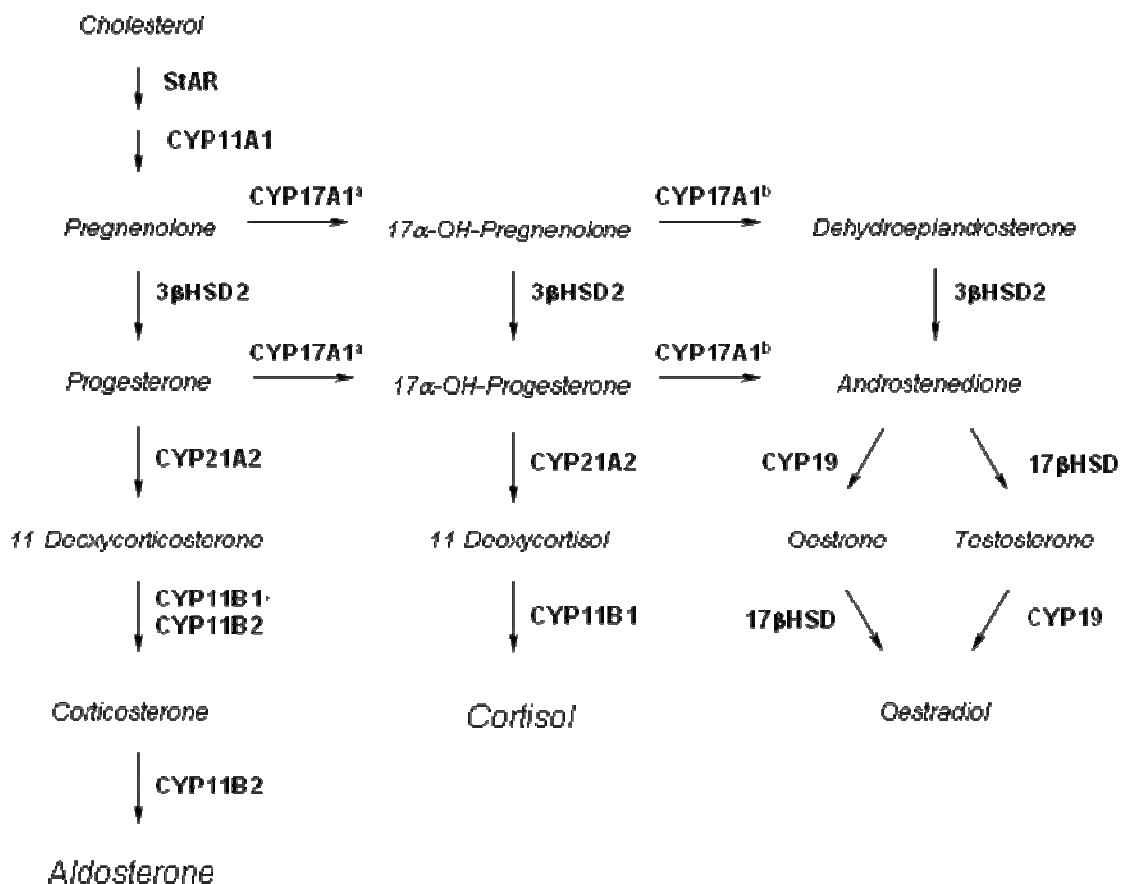 Cholesterol
StAR
CYP11A1
CYP17A1ᵃ
CYP17A1ᵇ
Pregnenolone
17α-OH-Pregnenolone
Dehydroepiandrosterone
3βHSD2
3βHSD2
3βHSD2
CYP17A1ᵃ
CYP17A1ᵇ
Progesterone
17α-OH-Progesterone
Androstenedione
CYP21A2
CYP21A2
CYP19
17βHSD
11 Deoxycorticosterone
11 Deoxycortisol
Oestrone
Testosterone
CYP11B1,
CYP11B2
CYP11B1
17βHSD
CYP19
Corticosterone
Cortisol
Oestradiol
CYP11B2
Aldosterone